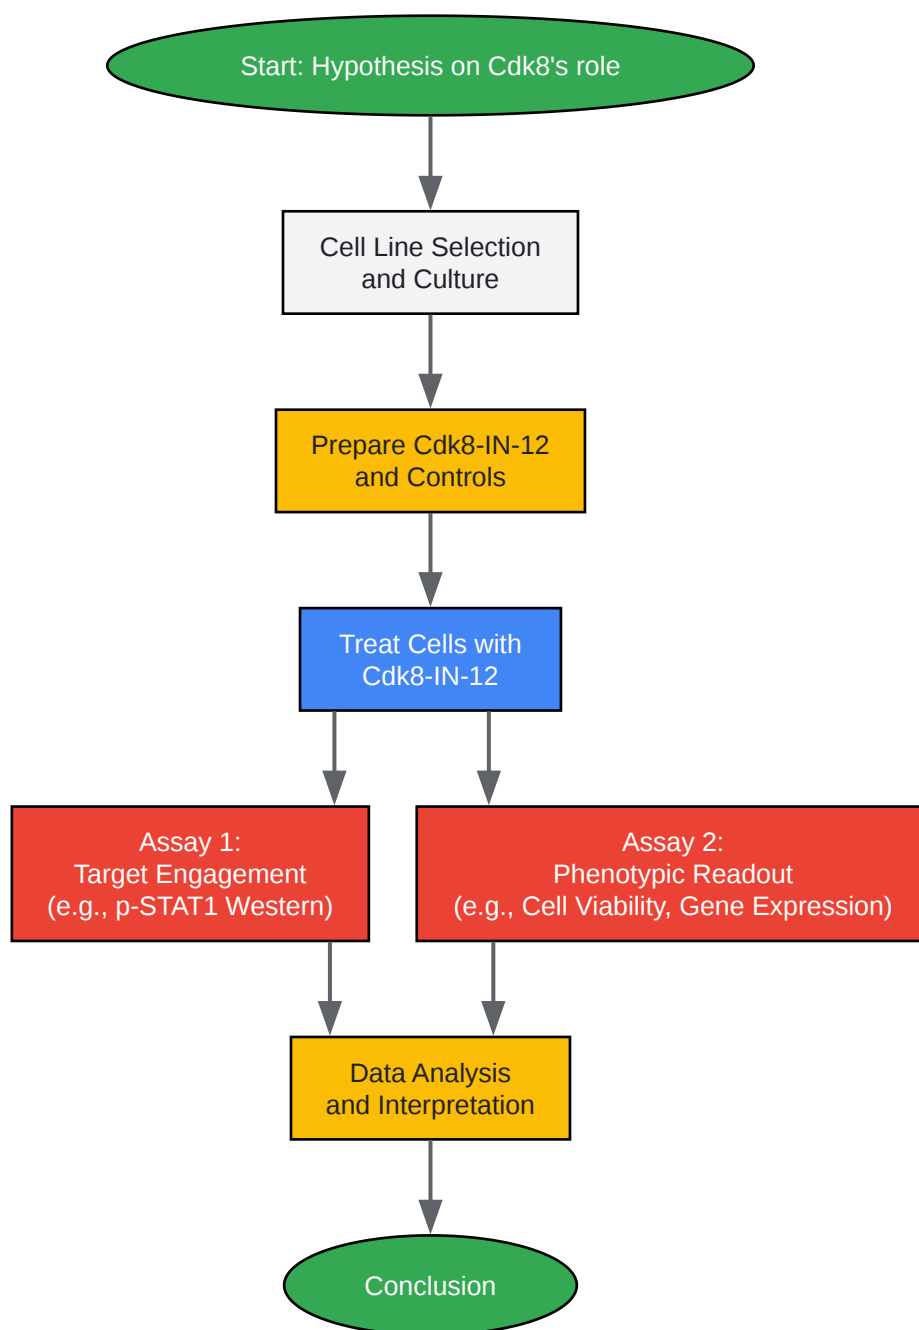 Start: Hypothesis on Cdk8's role
Cell Line Selection
and Culture
Prepare Cdk8-IN-12
and Controls
Treat Cells with
Cdk8-IN-12
Assay 1:
Target Engagement
(e.g., p-STAT1 Western)
Assay 2:
Phenotypic Readout
(e.g., Cell Viability, Gene Expression)
Data Analysis
and Interpretation
Conclusion